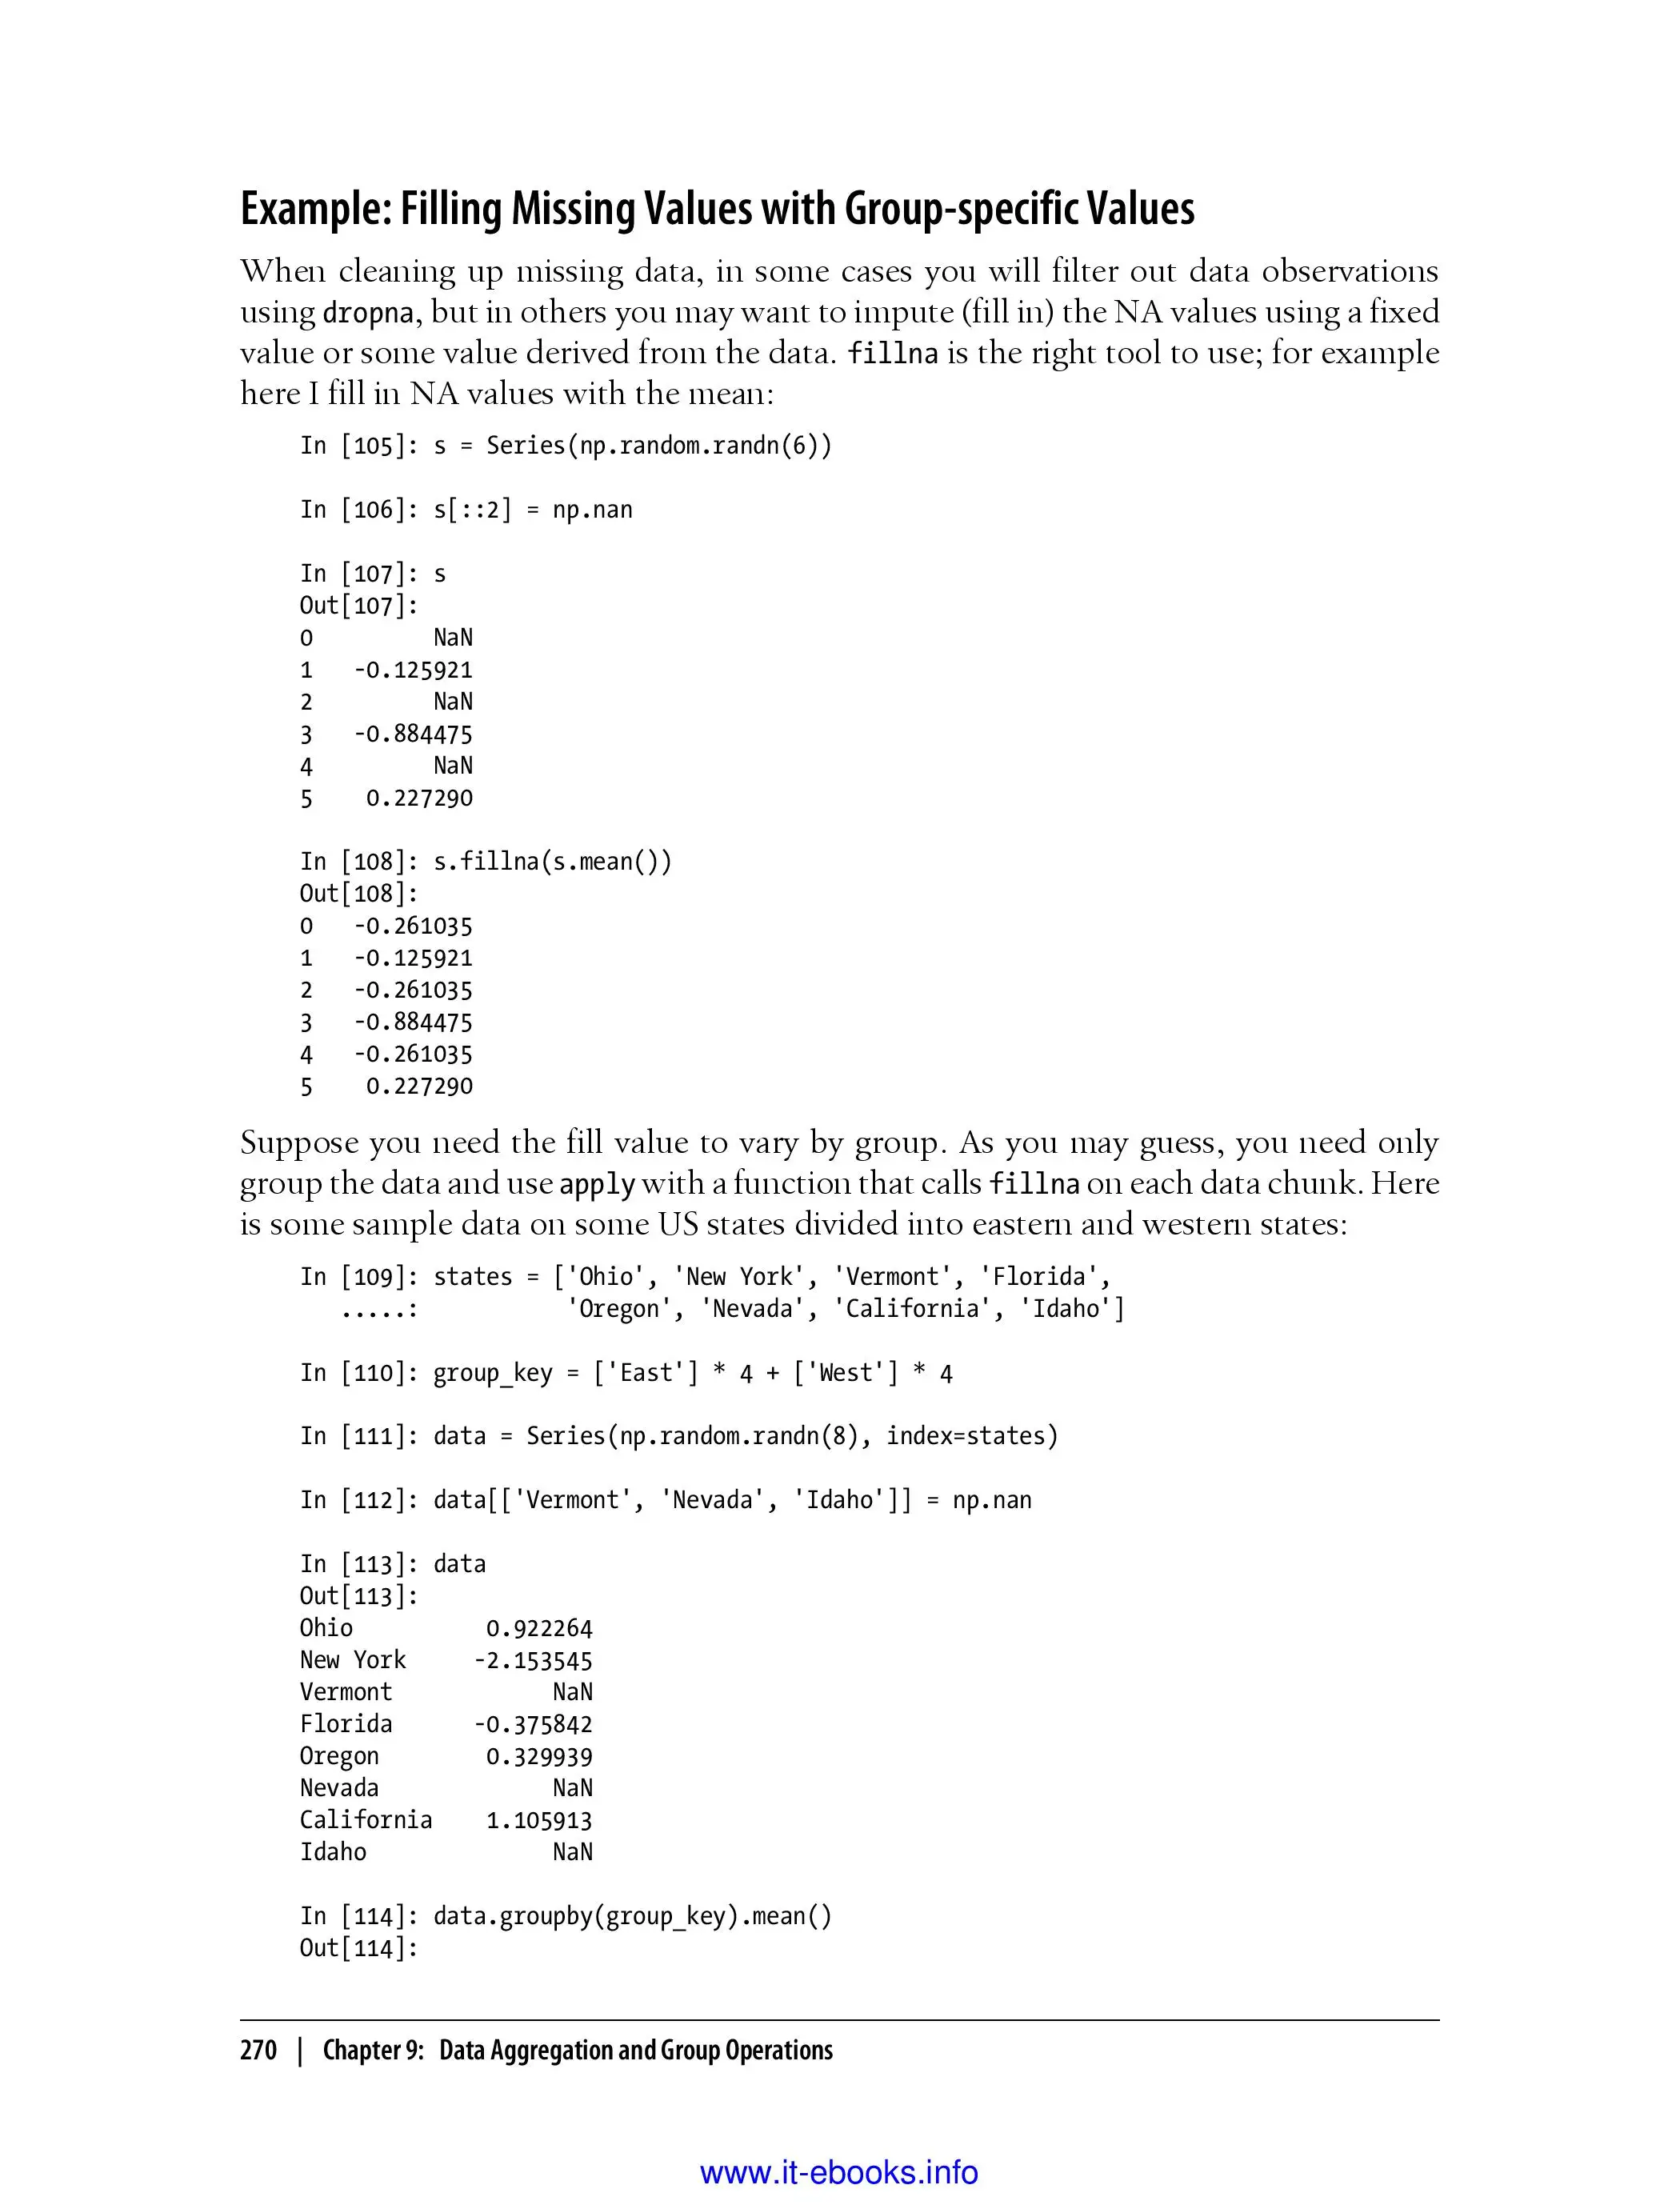 Example: Filling Missing Values with Group-specific Values
When cleaning up missing data, in some cases you will filter out data observations
using dropna, but in others you may want to impute (fill in) the NA values using a fixed
value or some value derived from the data. fillna is the right tool to use; for example
here I fill in NA values with the mean:
In [105]: s = Series(np.random.randn(6))
In [106]: s[::2] = np.nan
In [107]: s
Out[107]:
0         NaN
1   -0.125921
2         NaN
3   -0.884475
4         NaN
5    0.227290
In [108]: s.fillna(s.mean())
Out[108]:
0   -0.261035
1   -0.125921
2   -0.261035
3   -0.884475
4   -0.261035
5    0.227290
Suppose you need the fill value to vary by group. As you may guess, you need only
group the data and use apply with a function that calls fillna on each data chunk. Here
is some sample data on some US states divided into eastern and western states:
In [109]: states = ['Ohio', 'New York', 'Vermont', 'Florida',
   .....:           'Oregon', 'Nevada', 'California', 'Idaho']
In [110]: group_key = ['East'] * 4 + ['West'] * 4
In [111]: data = Series(np.random.randn(8), index=states)
In [112]: data[['Vermont', 'Nevada', 'Idaho']] = np.nan
In [113]: data
Out[113]:
Ohio          0.922264
New York     -2.153545
Vermont            NaN
Florida      -0.375842
Oregon        0.329939
Nevada             NaN
California    1.105913
Idaho              NaN
In [114]: data.groupby(group_key).mean()
Out[114]:
270 | Chapter 9: Data Aggregation and Group Operations
www.it-ebooks.info